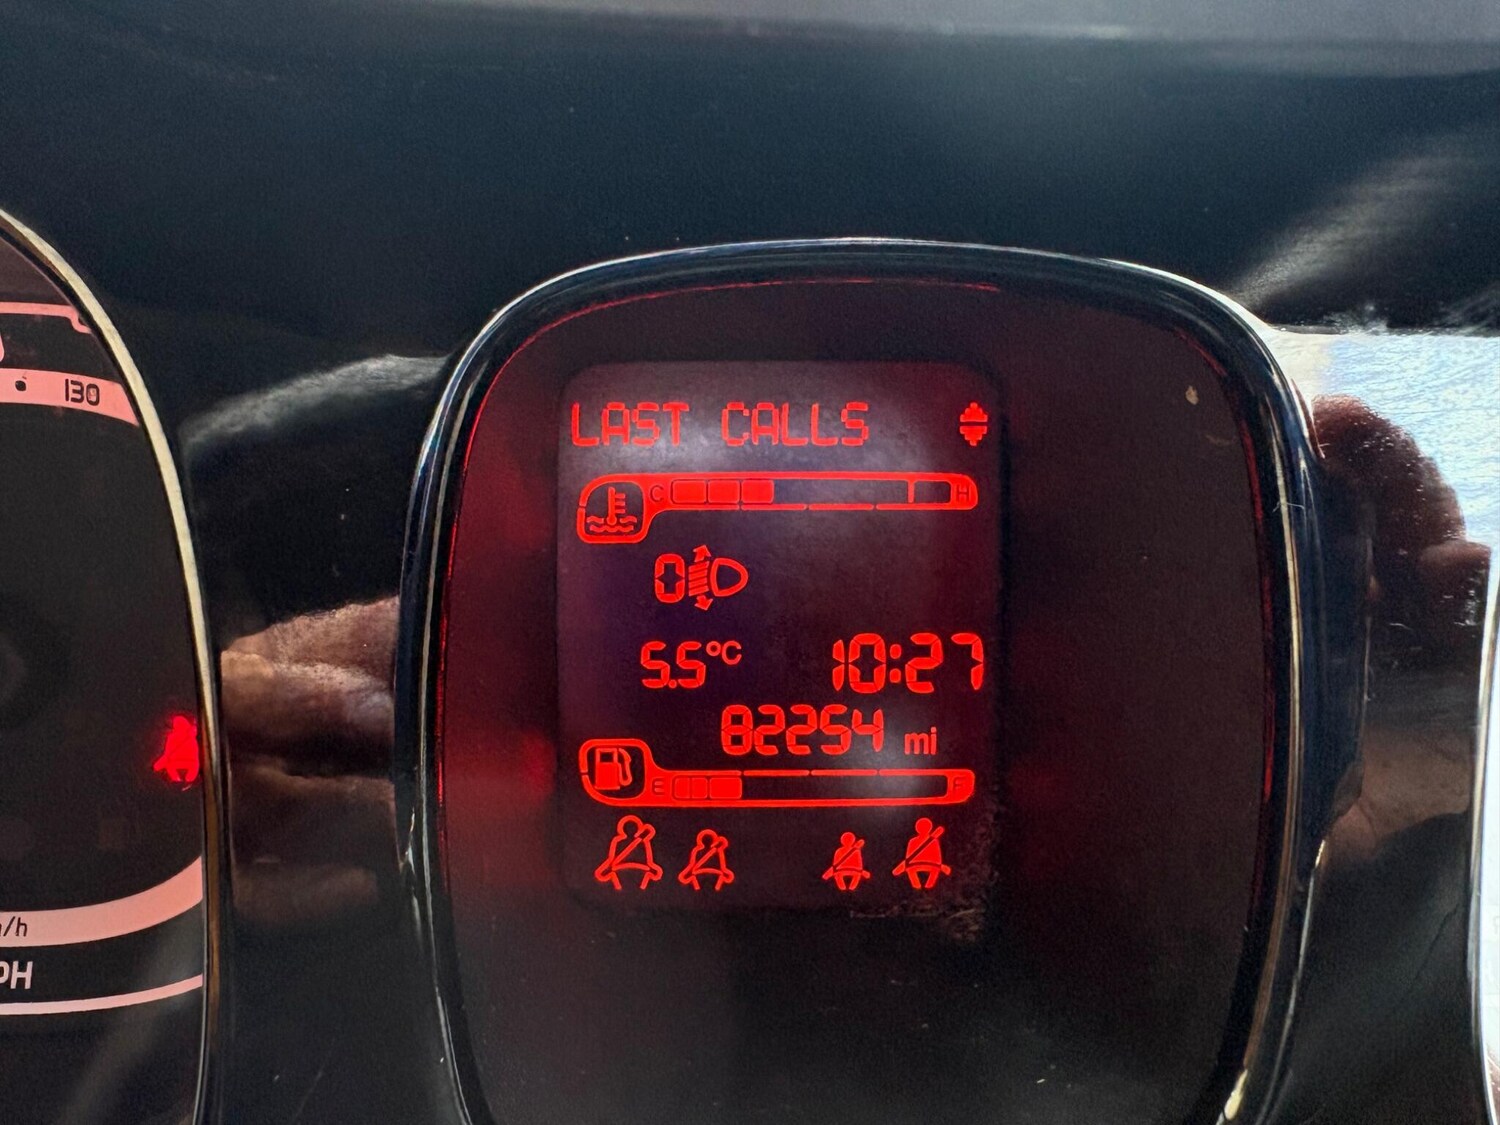 130
LAST CALLS
C H
0
5.5°C 10:27
82254 mi
E F
/h
PH